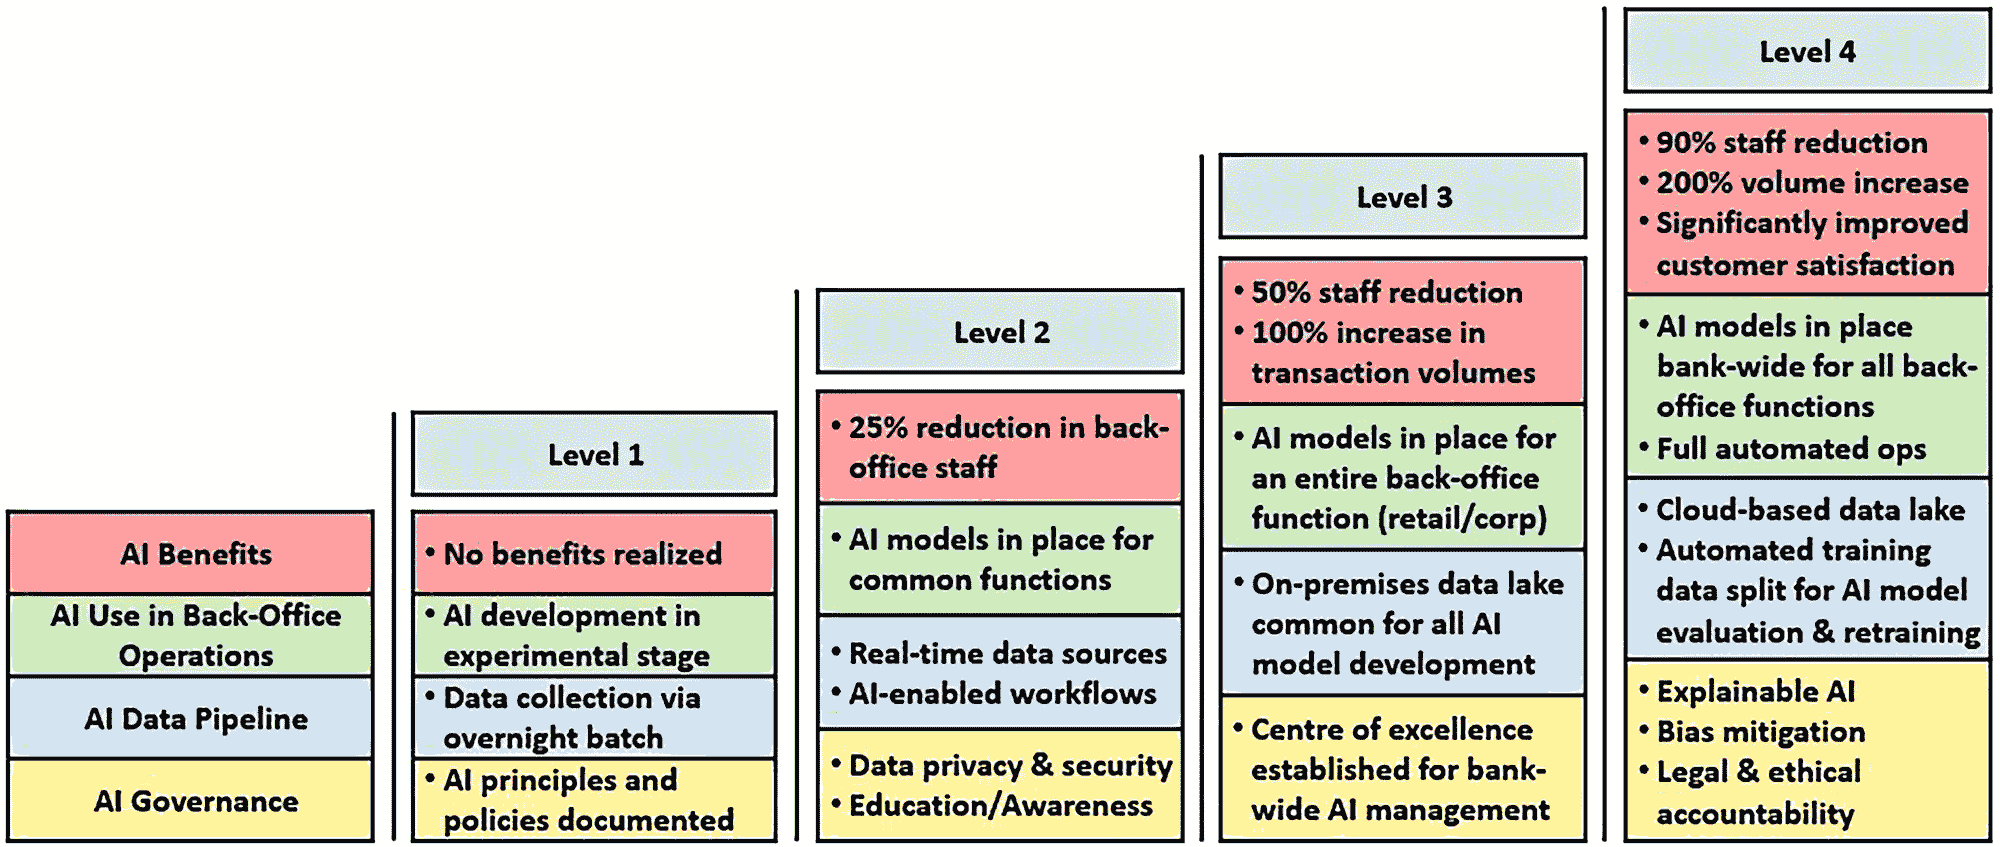 AI Benefits
AI Use in Back-Office
Operations
AI Data Pipeline
AI Governance
Level 1
• No benefits realized
• AI development in
experimental stage
• Data collection via
overnight batch
• AI principles and
policies documented
Level 2
• 25% reduction in back-
office staff
• AI models in place for
common functions
• Real-time data sources
• AI-enabled workflows
• Data privacy & security
• Education/Awareness
Level 3
• 50% staff reduction
• 100% increase in
transaction volumes
• AI models in place for
an entire back-office
function (retail/corp)
• On-premises data lake
common for all AI
model development
• Centre of excellence
established for bank-
wide AI management
Level 4
• 90% staff reduction
• 200% volume increase
• Significantly improved
customer satisfaction
• AI models in place
bank-wide for all back-
office functions
• Full automated ops
• Cloud-based data lake
• Automated training
data split for AI model
evaluation & retraining
• Explainable AI
• Bias mitigation
• Legal & ethical
accountability